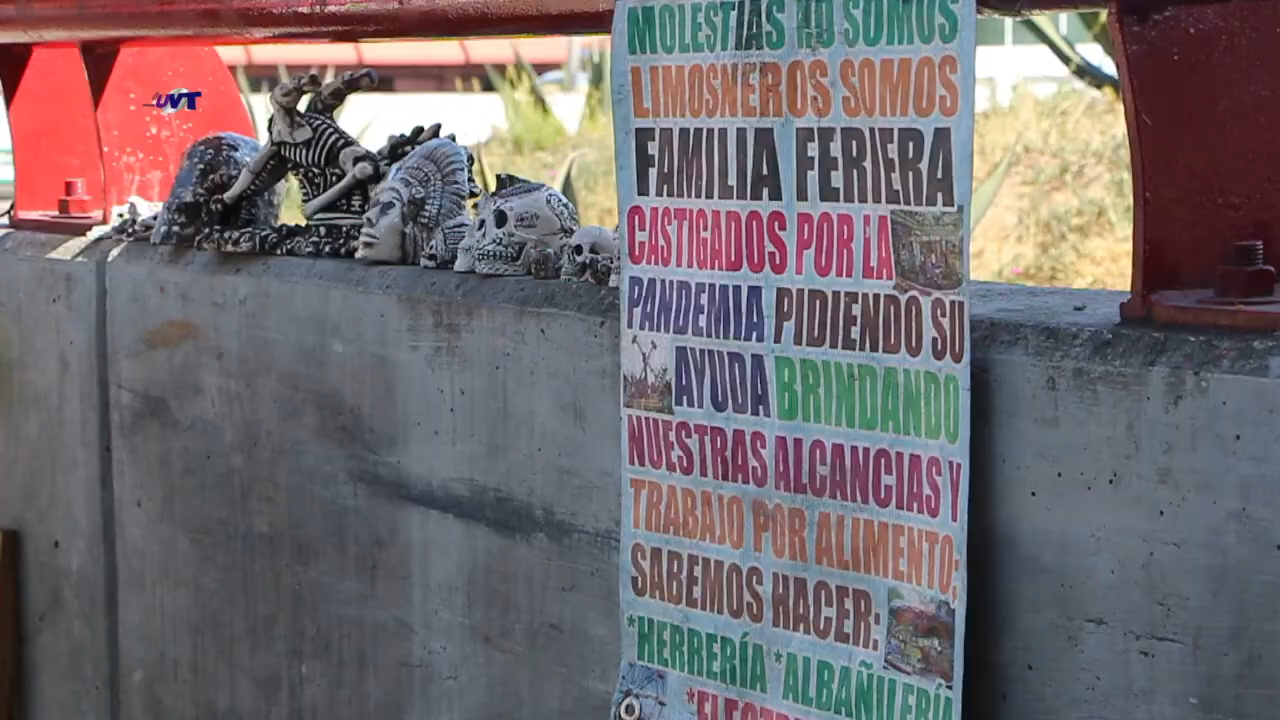 UVT
MOLESTIAS NO SOMOS
LIMOSNEROS SOMOS
FAMILIA FERIERA
CASTIGADOS POR LA
PANDEMIA PIDIENDO SU
AYUDA BRINDANDO
NUESTRAS ALCANCIAS Y
TRABAJO POR ALIMENTO;
SABEMOS HACER:
*HERRERÍA *ALBAÑILERÍA